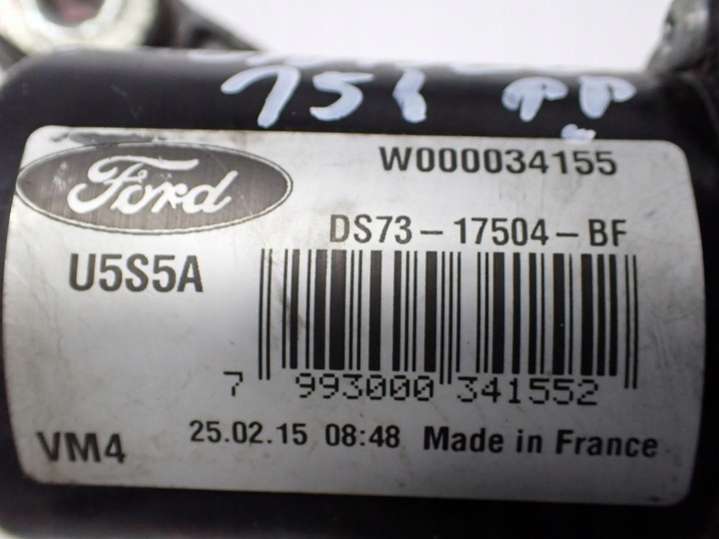 Ford
W000034155
DS73-17504-BF
U5S5A
7 993000 341552
VM4 25.02.15 08:48 Made in France